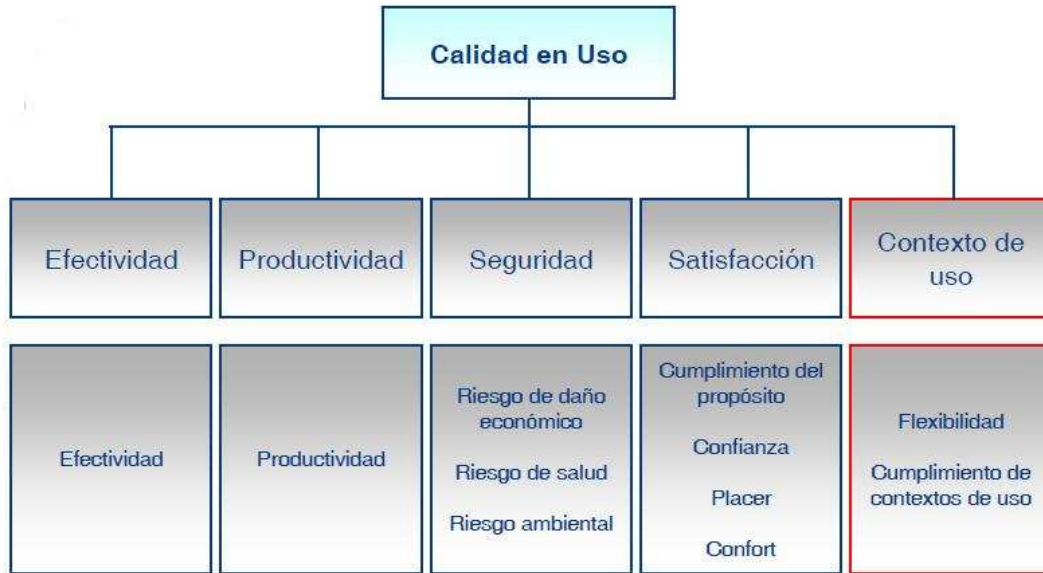 Calidad en Uso
Efectividad
Productividad
Seguridad
Satisfacción
Contexto de
uso
Efectividad
Productividad
Riesgo de daño
económico
Riesgo de salud
Riesgo ambiental
Cumplimiento del
propósito
Confianza
Placer
Confort
Flexibilidad
Cumplimiento de
contextos de uso